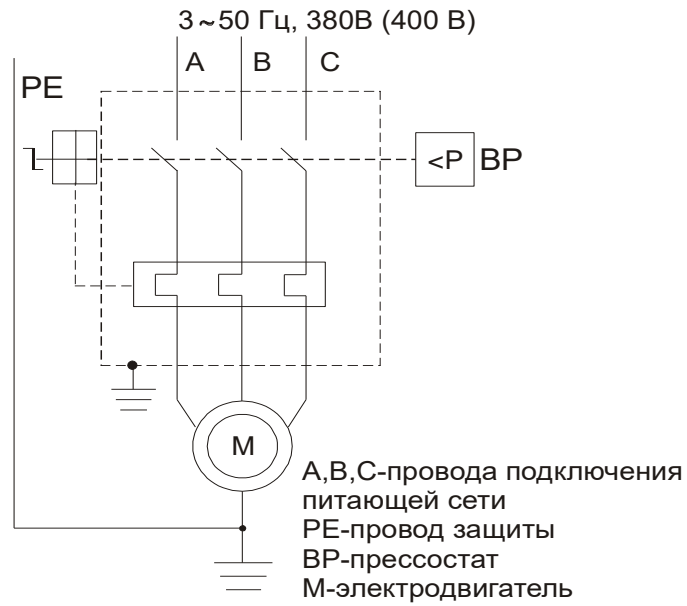 3~50 Гц, 380В (400 В)
A B C
PE
<P BP
M
A,B,C-провода подключения
питающей сети
PE-провод защиты
BP-прессостат
M-электродвигатель